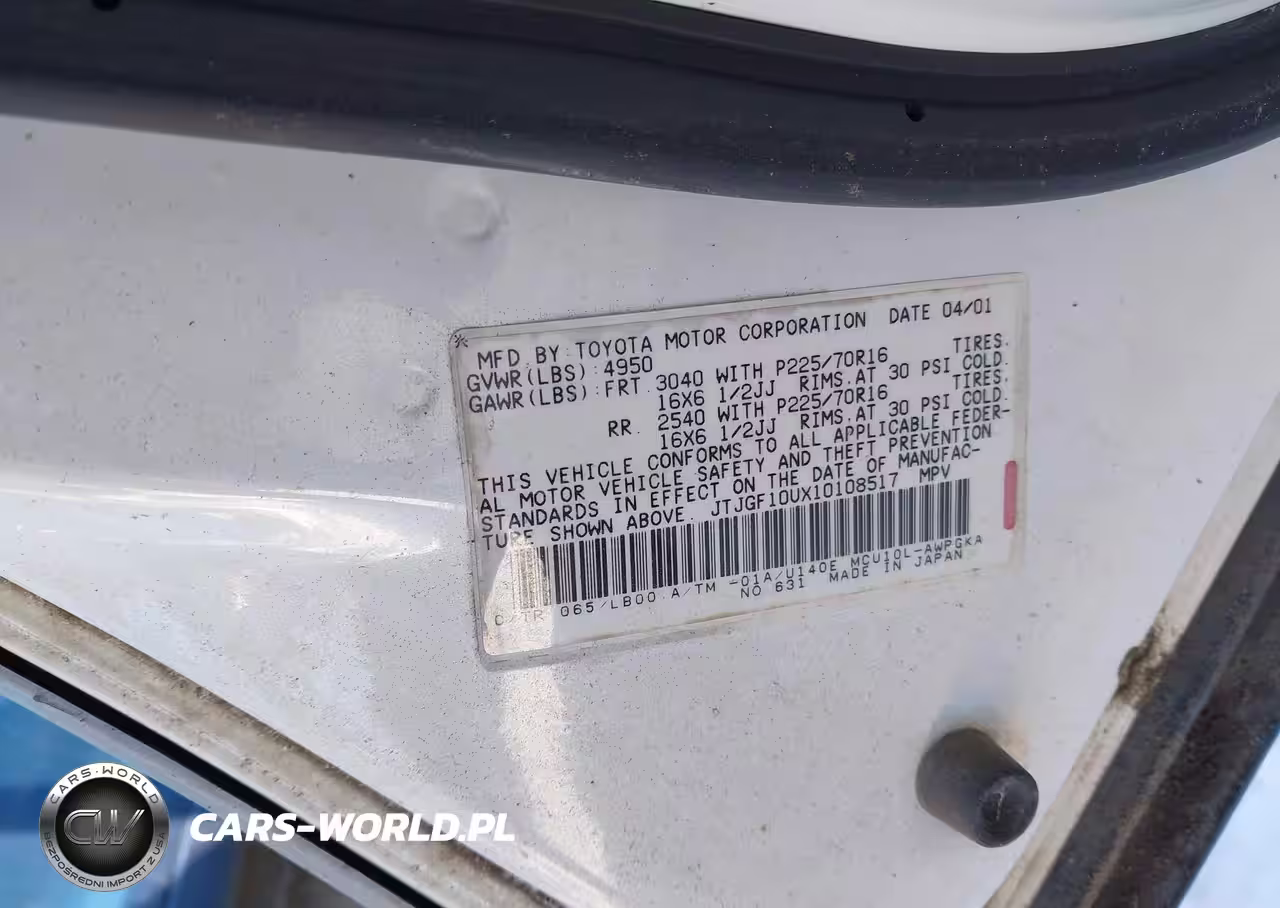 MFD BY: TOYOTA MOTOR CORPORATION DATE 04/01
GVWR(LBS): 4950
GAWR(LBS): FRT. 3040 WITH P225/70R16 TIRES.
16X6 1/2JJ RIMS.AT 30 PSI COLD.
RR. 2540 WITH P225/70R16 TIRES.
16X6 1/2JJ RIMS.AT 30 PSI COLD.
THIS VEHICLE CONFORMS TO ALL APPLICABLE FEDER-
AL MOTOR VEHICLE SAFETY AND THEFT PREVENTION
STANDARDS IN EFFECT ON THE DATE OF MANUFAC-
TURE SHOWN ABOVE. JTJGF10UX10108517 MPV
C/TR 065/LB00 A/TM -01A/U140E MCU10L-AWPGKA
NO 631 MADE IN JAPAN
CARS-WORLD
CW
BEZPOŚREDNI IMPORT Z USA
CARS-WORLD.PL